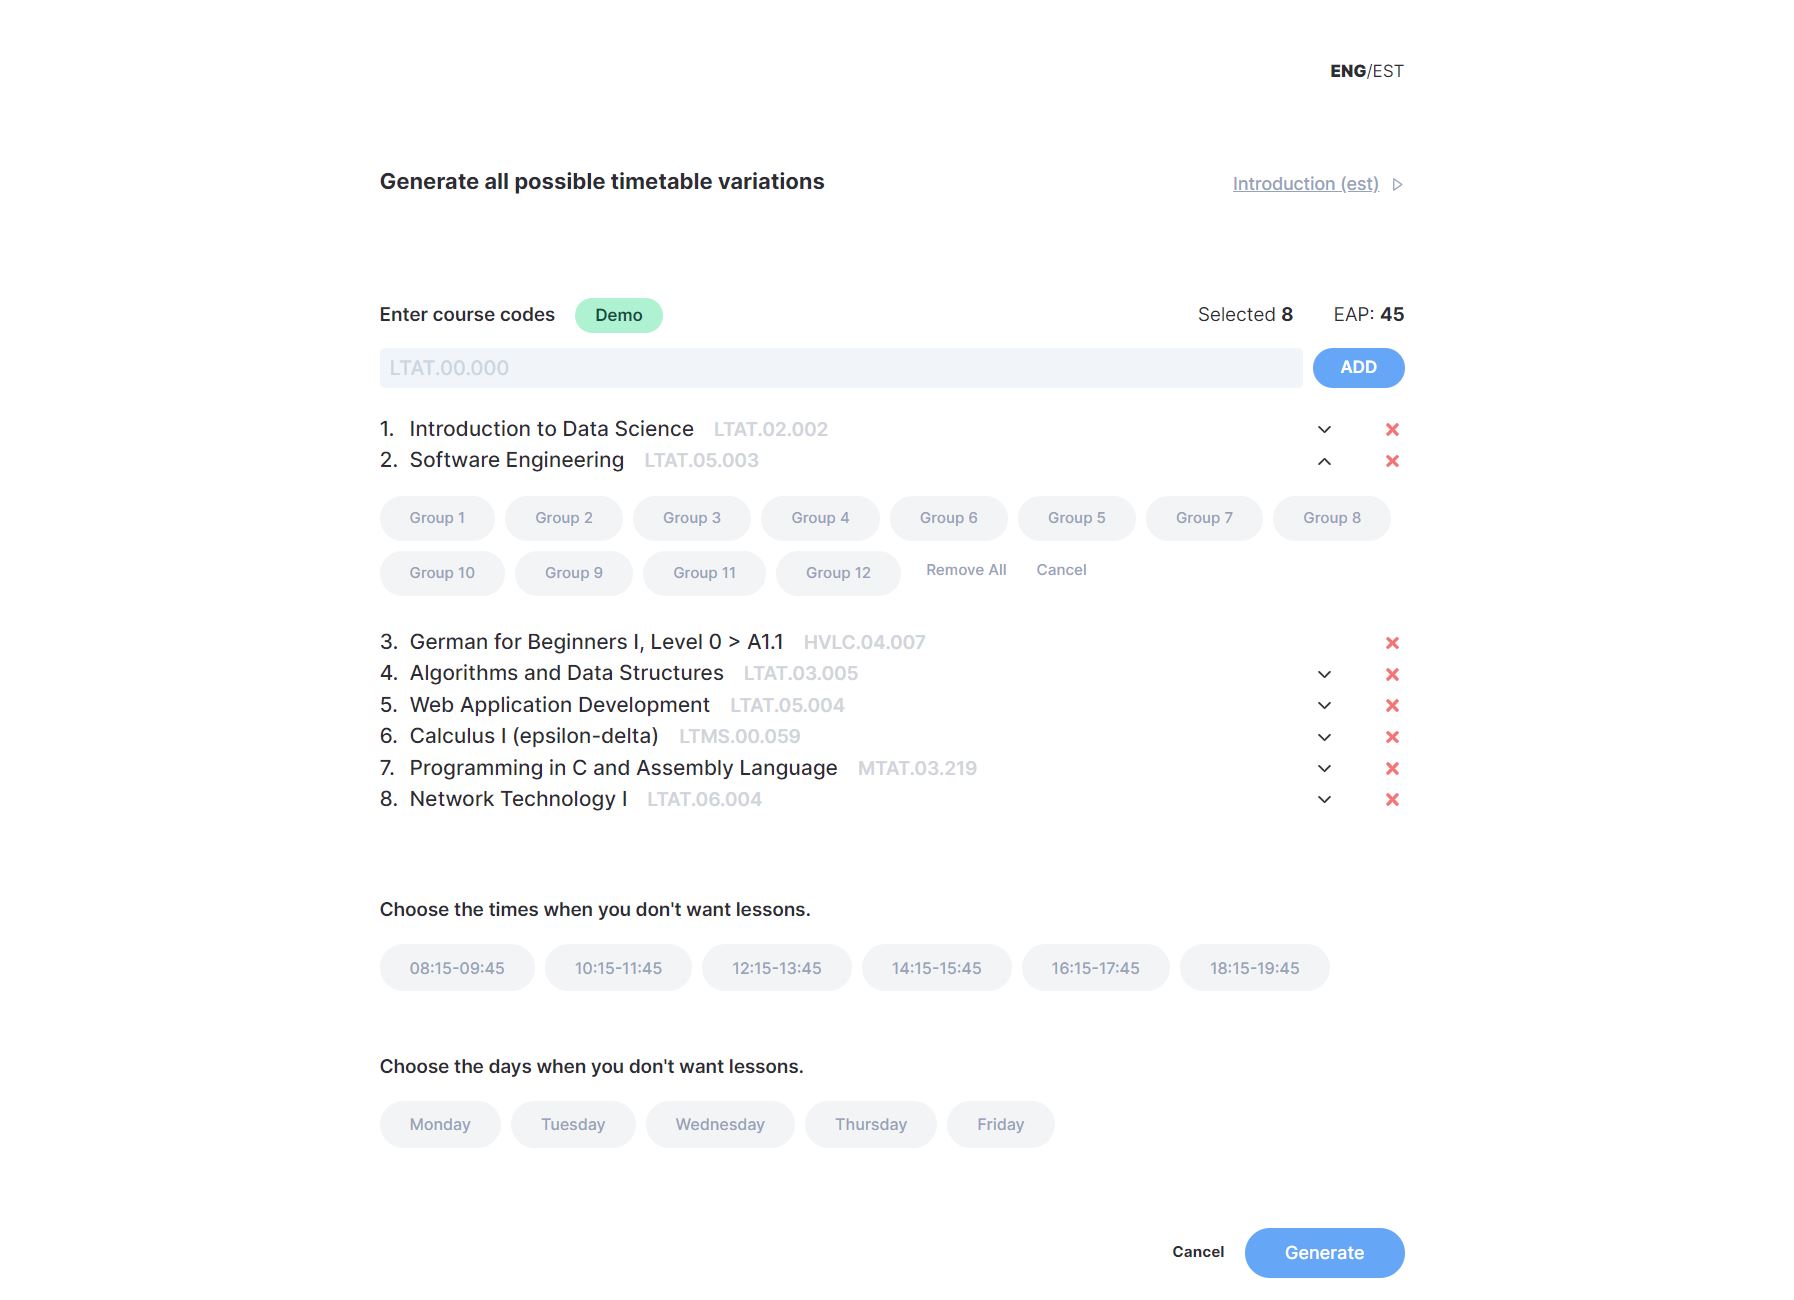 ENG/EST
Generate all possible timetable variations
Introduction (est)
Enter course codes Demo Selected 8 EAP: 45
LTAT.00.000 ADD
1. Introduction to Data Science LTAT.02.002
2. Software Engineering LTAT.05.003
Group 1 Group 2 Group 3 Group 4 Group 6 Group 5 Group 7 Group 8
Group 10 Group 9 Group 11 Group 12 Remove All Cancel
3. German for Beginners I, Level 0 > A1.1 HVLC.04.007
4. Algorithms and Data Structures LTAT.03.005
5. Web Application Development LTAT.05.004
6. Calculus I (epsilon-delta) LTMS.00.059
7. Programming in C and Assembly Language MTAT.03.219
8. Network Technology I LTAT.06.004
Choose the times when you don't want lessons.
08:15-09:45 10:15-11:45 12:15-13:45 14:15-15:45 16:15-17:45 18:15-19:45
Choose the days when you don't want lessons.
Monday Tuesday Wednesday Thursday Friday
Cancel Generate